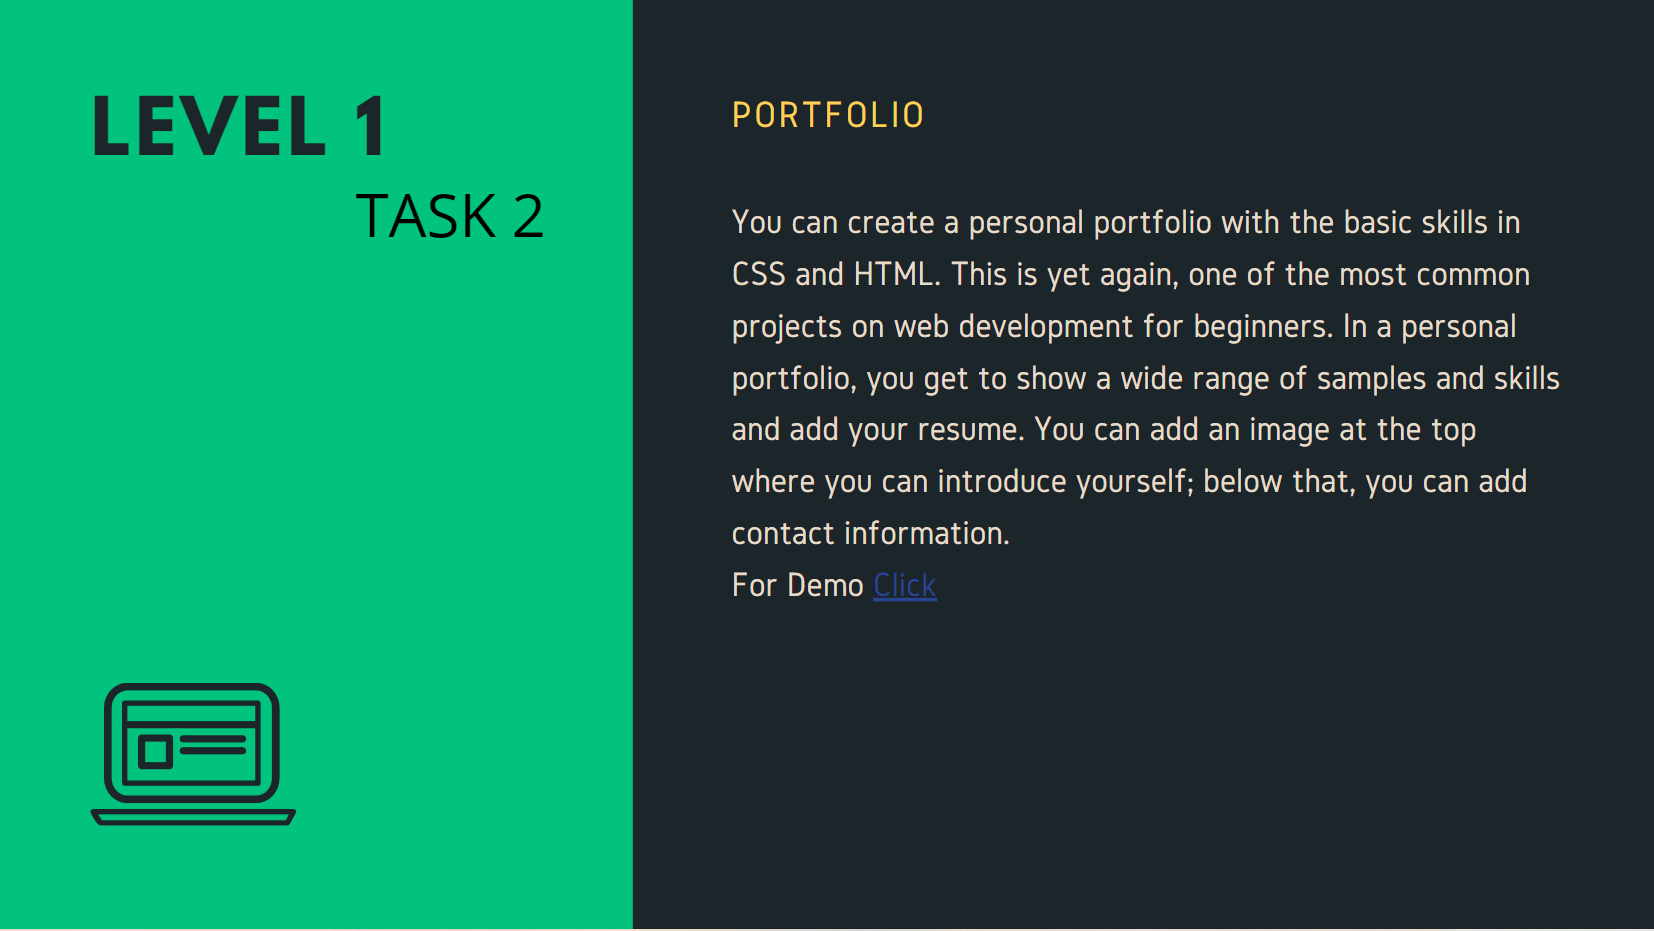 LEVEL 1
TASK 2
PORTFOLIO
You can create a personal portfolio with the basic skills in
CSS and HTML. This is yet again, one of the most common
projects on web development for beginners. In a personal
portfolio, you get to show a wide range of samples and skills
and add your resume. You can add an image at the top
where you can introduce yourself; below that, you can add
contact information.
For Demo Click